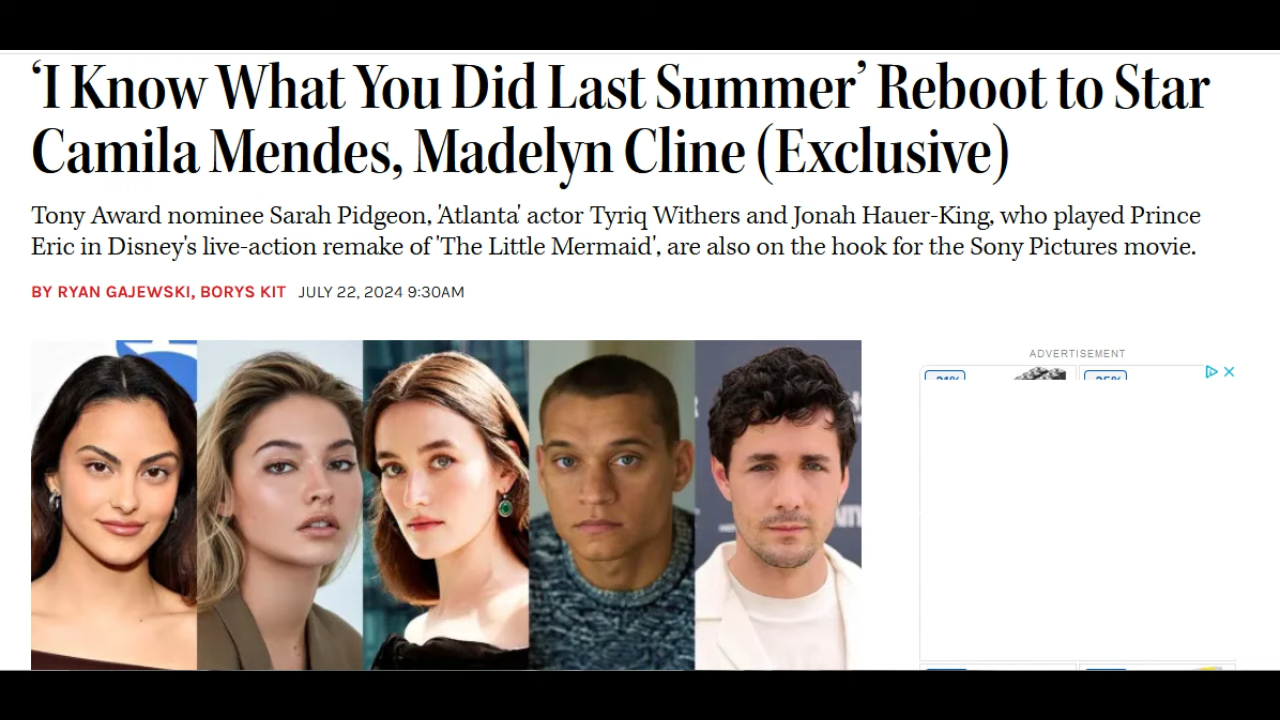 ‘I Know What You Did Last Summer’ Reboot to Star
Camila Mendes, Madelyn Cline (Exclusive)
Tony Award nominee Sarah Pidgeon, 'Atlanta' actor Tyriq Withers and Jonah Hauer-King, who played Prince
Eric in Disney's live-action remake of 'The Little Mermaid', are also on the hook for the Sony Pictures movie.
BY RYAN GAJEWSKI, BORYS KIT JULY 22, 2024 9:30AM
ADVERTISEMENT